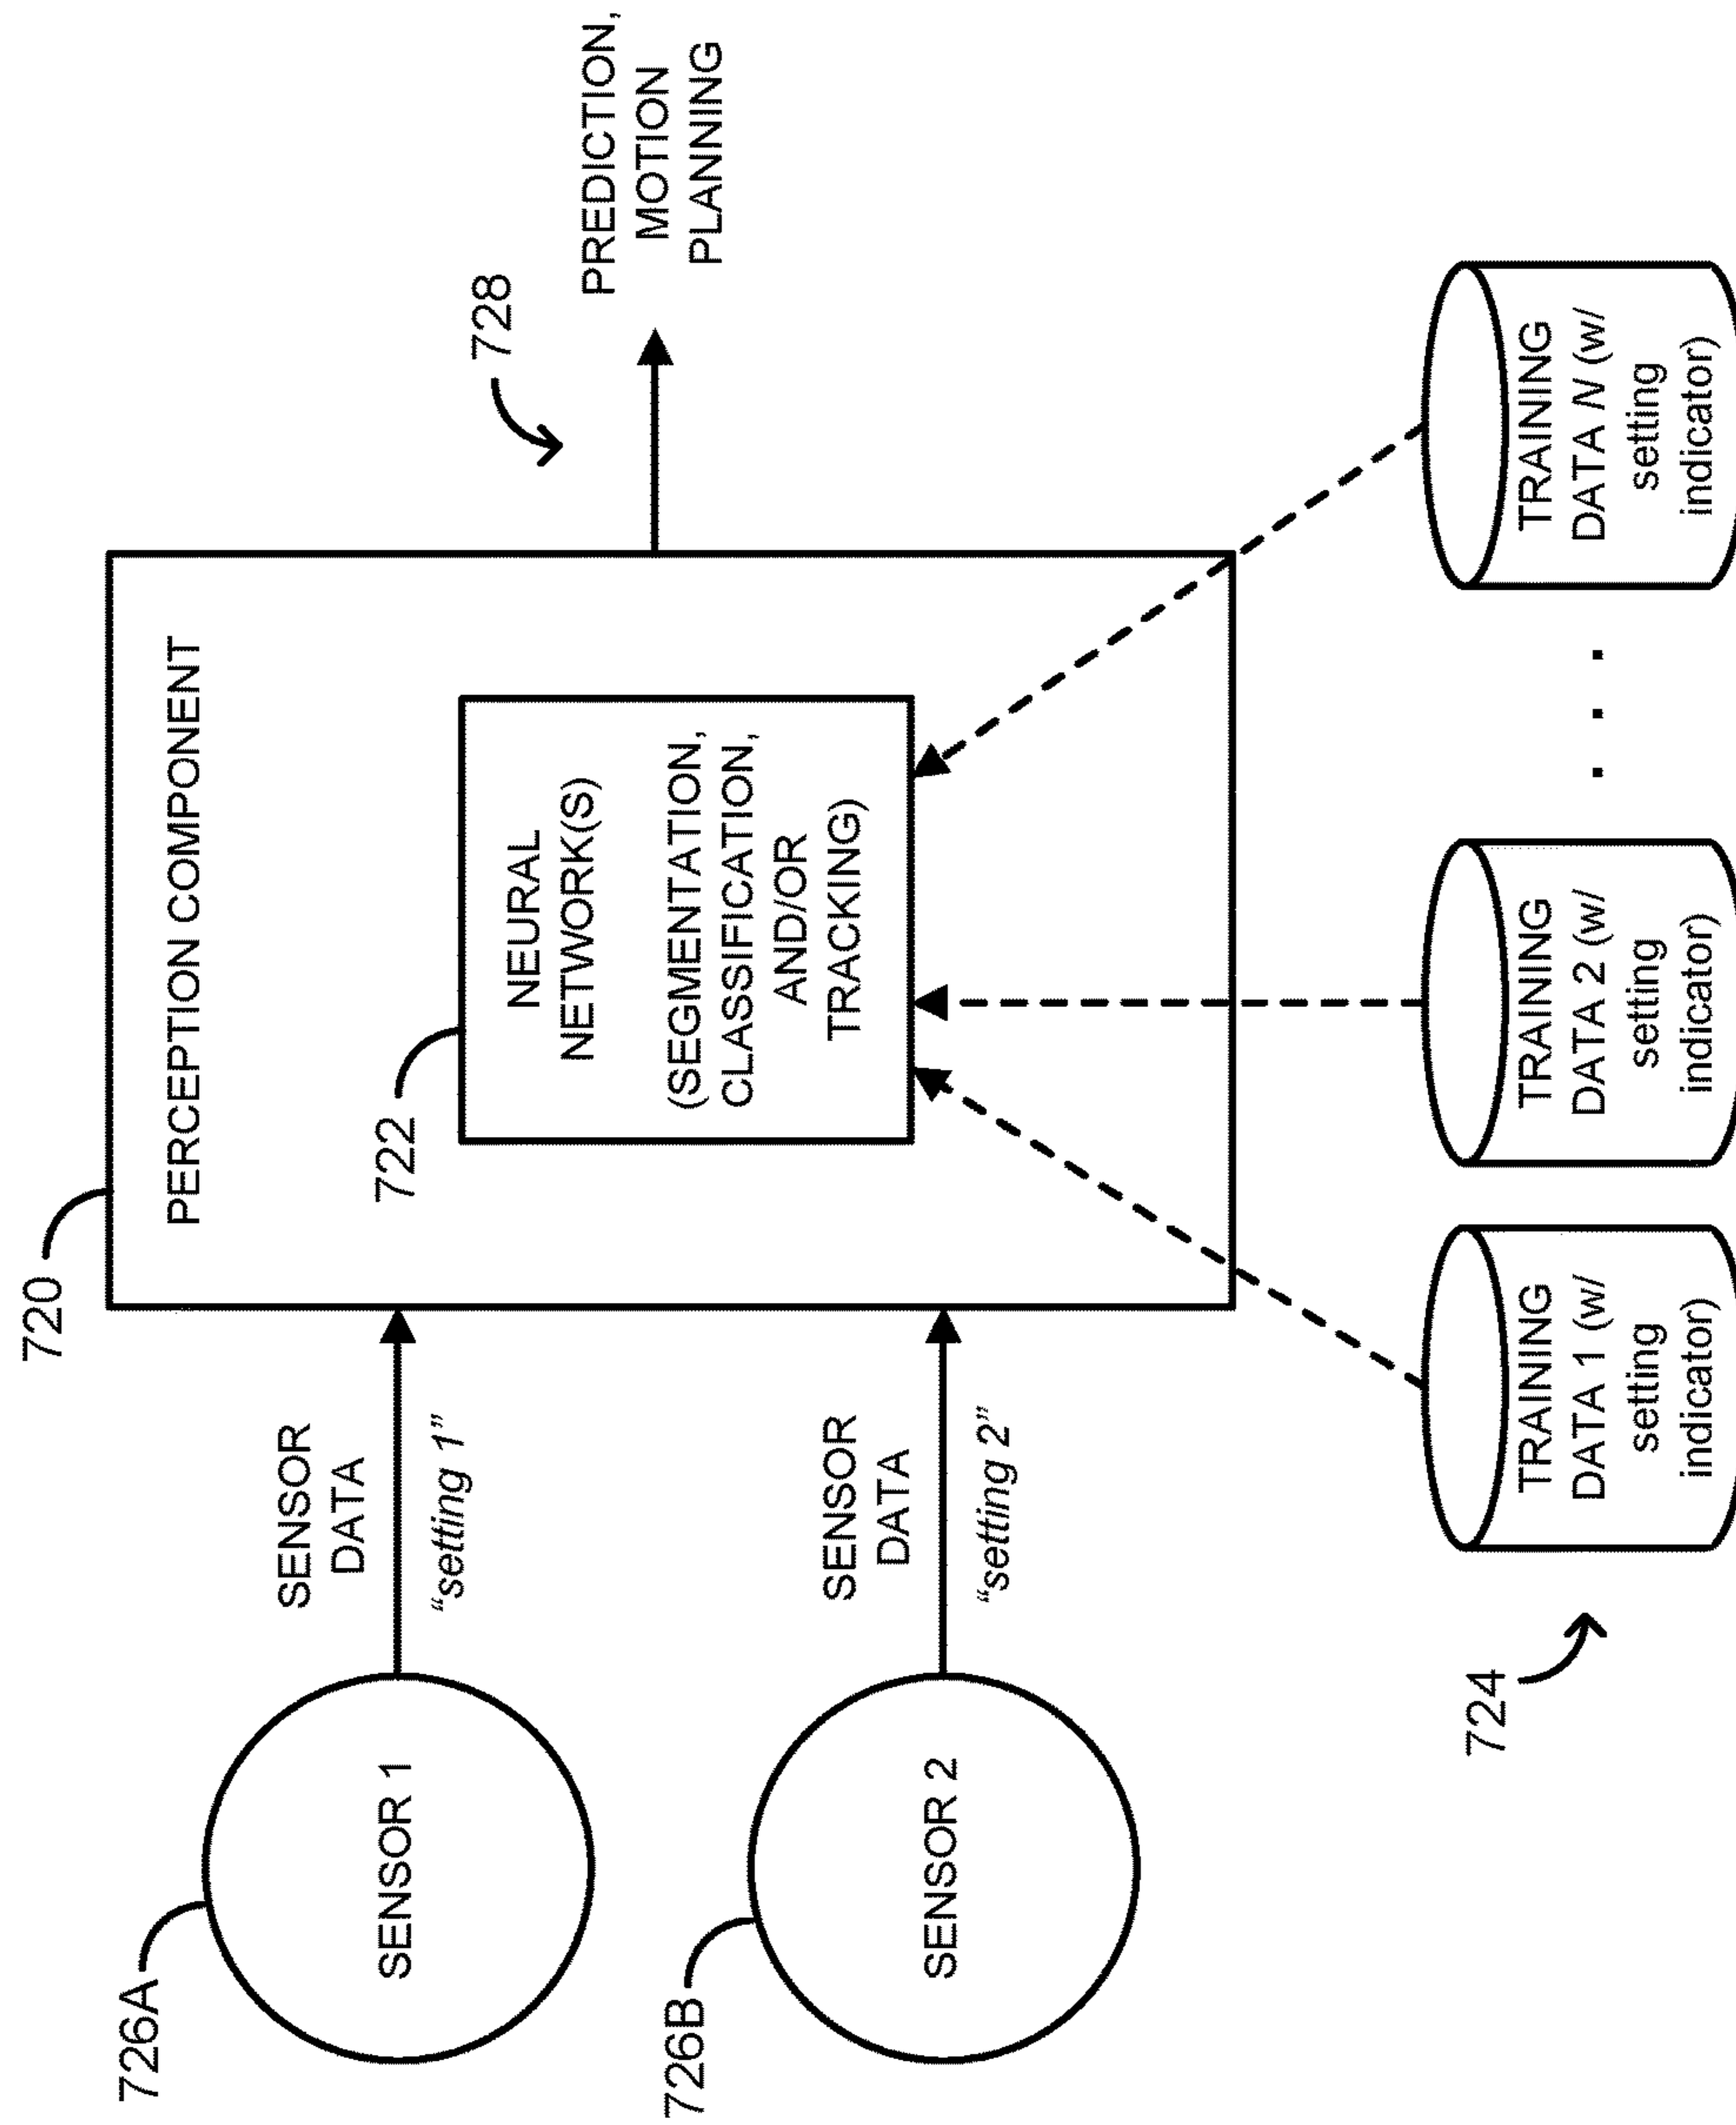 720
PERCEPTION COMPONENT
722
NEURAL
NETWORK(S)
(SEGMENTATION,
CLASSIFICATION,
AND/OR
TRACKING)
726A
SENSOR 1
SENSOR
DATA
“setting 1”
726B
SENSOR 2
SENSOR
DATA
“setting 2”
728
PREDICTION,
MOTION
PLANNING
724
TRAINING
DATA 1 (w/
setting
indicator)
TRAINING
DATA 2 (w/
setting
indicator)
. . .
TRAINING
DATA N (w/
setting
indicator)